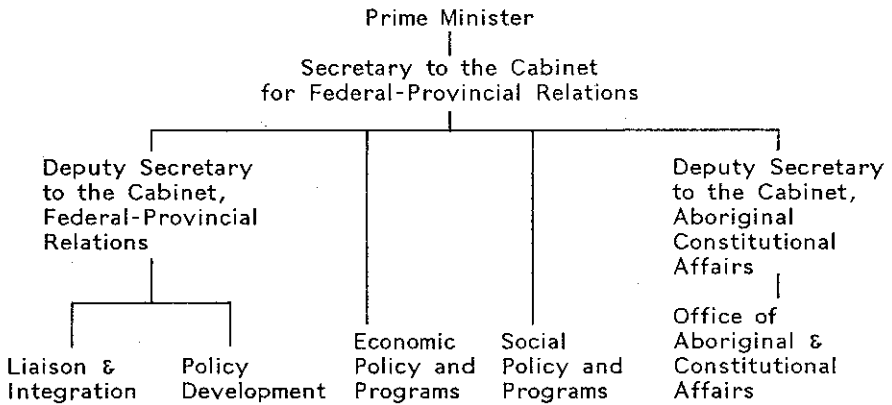 Prime Minister
Secretary to the Cabinet
for Federal-Provincial Relations
Deputy Secretary
to the Cabinet,
Federal-Provincial
Relations
Deputy Secretary
to the Cabinet,
Aboriginal
Constitutional
Affairs
Liaison &
Integration
Policy
Development
Economic
Policy and
Programs
Social
Policy and
Programs
Office of
Aboriginal &
Constitutional
Affairs